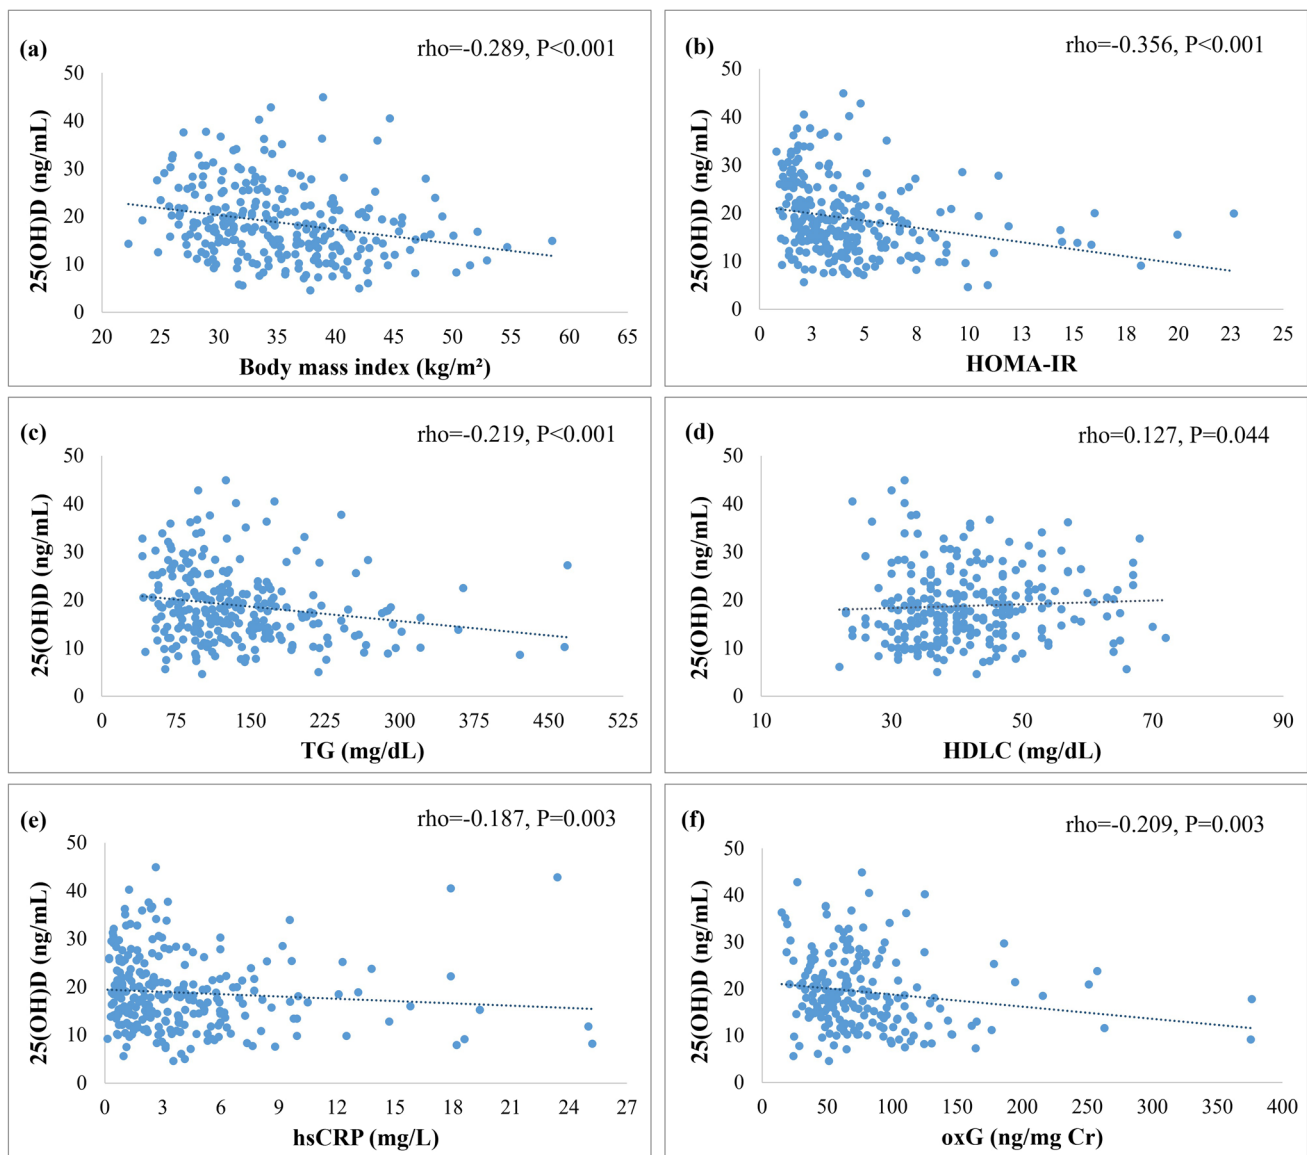 (a)
rho=-0.289, P<0.001
50
40
30
20
10
0
25(OH)D (ng/mL)
20 25 30 35 40 45 50 55 60 65
Body mass index (kg/m²)
(b)
rho=-0.356, P<0.001
50
40
30
20
10
0
25(OH)D (ng/mL)
0 3 5 8 10 13 15 18 20 23 25
HOMA-IR
(c)
rho=-0.219, P<0.001
50
40
30
20
10
0
25(OH)D (ng/mL)
0 75 150 225 300 375 450 525
TG (mg/dL)
(d)
rho=0.127, P=0.044
50
40
30
20
10
0
25(OH)D (ng/mL)
10 30 50 70 90
HDLC (mg/dL)
(e)
rho=-0.187, P=0.003
50
40
30
20
10
0
25(OH)D (ng/mL)
0 3 6 9 12 15 18 21 24 27
hsCRP (mg/L)
(f)
rho=-0.209, P=0.003
50
40
30
20
10
0
25(OH)D (ng/mL)
0 50 100 150 200 250 300 350 400
oxG (ng/mg Cr)